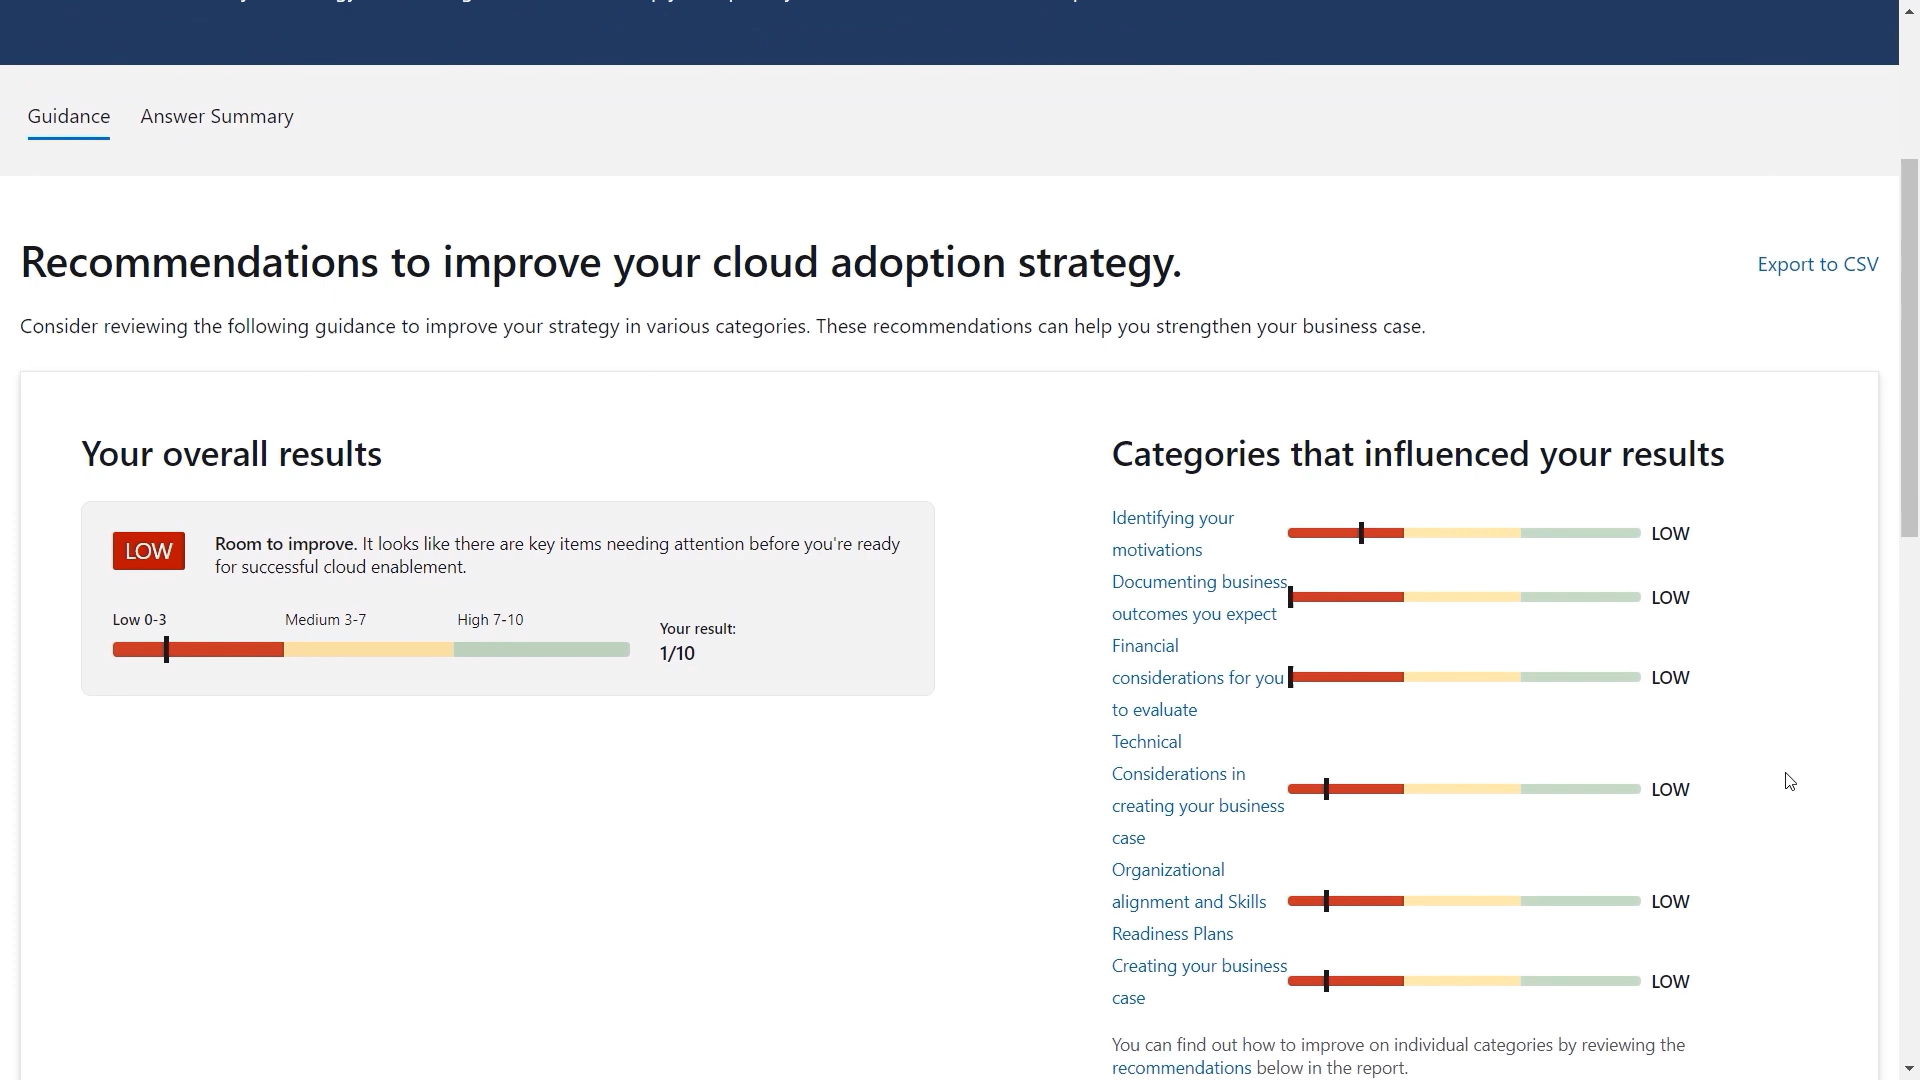 Guidance
Answer Summary
Recommendations to improve your cloud adoption strategy.
Export to CSV
Consider reviewing the following guidance to improve your strategy in various categories. These recommendations can help you strengthen your business case.
Your overall results
LOW
Room to improve. It looks like there are key items needing attention before you're ready
for successful cloud enablement.
Low 0-3
Medium 3-7
High 7-10
Your result:
1/10
Categories that influenced your results
Identifying your
motivations
LOW
Documenting business
outcomes you expect
LOW
Financial
considerations for you
to evaluate
LOW
Technical
Considerations in
creating your business
case
LOW
Organizational
alignment and Skills
Readiness Plans
LOW
Creating your business
case
LOW
You can find out how to improve on individual categories by reviewing the
recommendations below in the report.